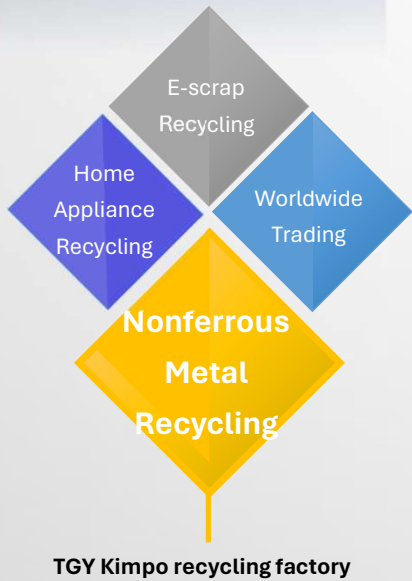 E-scrap
Recycling
Home
Appliance
Recycling
Worldwide
Trading
Nonferrous
Metal
Recycling
TGY Kimpo recycling factory